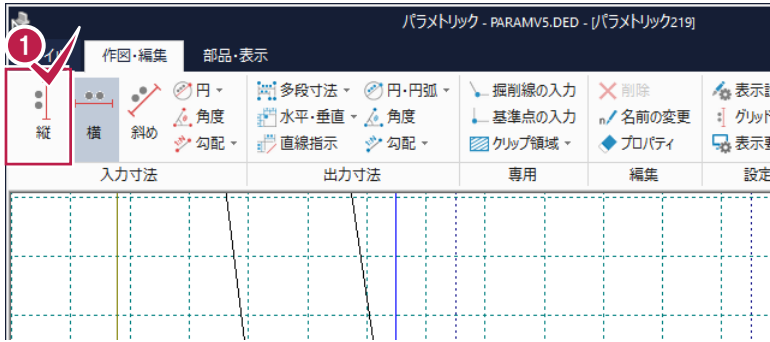 パラメトリック - PARAMV5.DED - [パラメトリック219]
1
イル 作図・編集 部品・表示
縦 横 斜め
円 多段寸法 円・円弧 掘削線の入力 削除 表示設
角度 水平・垂直 角度 基準点の入力 名前の変更 グリッド
勾配 直線指示 勾配 クリップ領域 プロパティ 表示要
入力寸法 出力寸法 専用 編集 設定